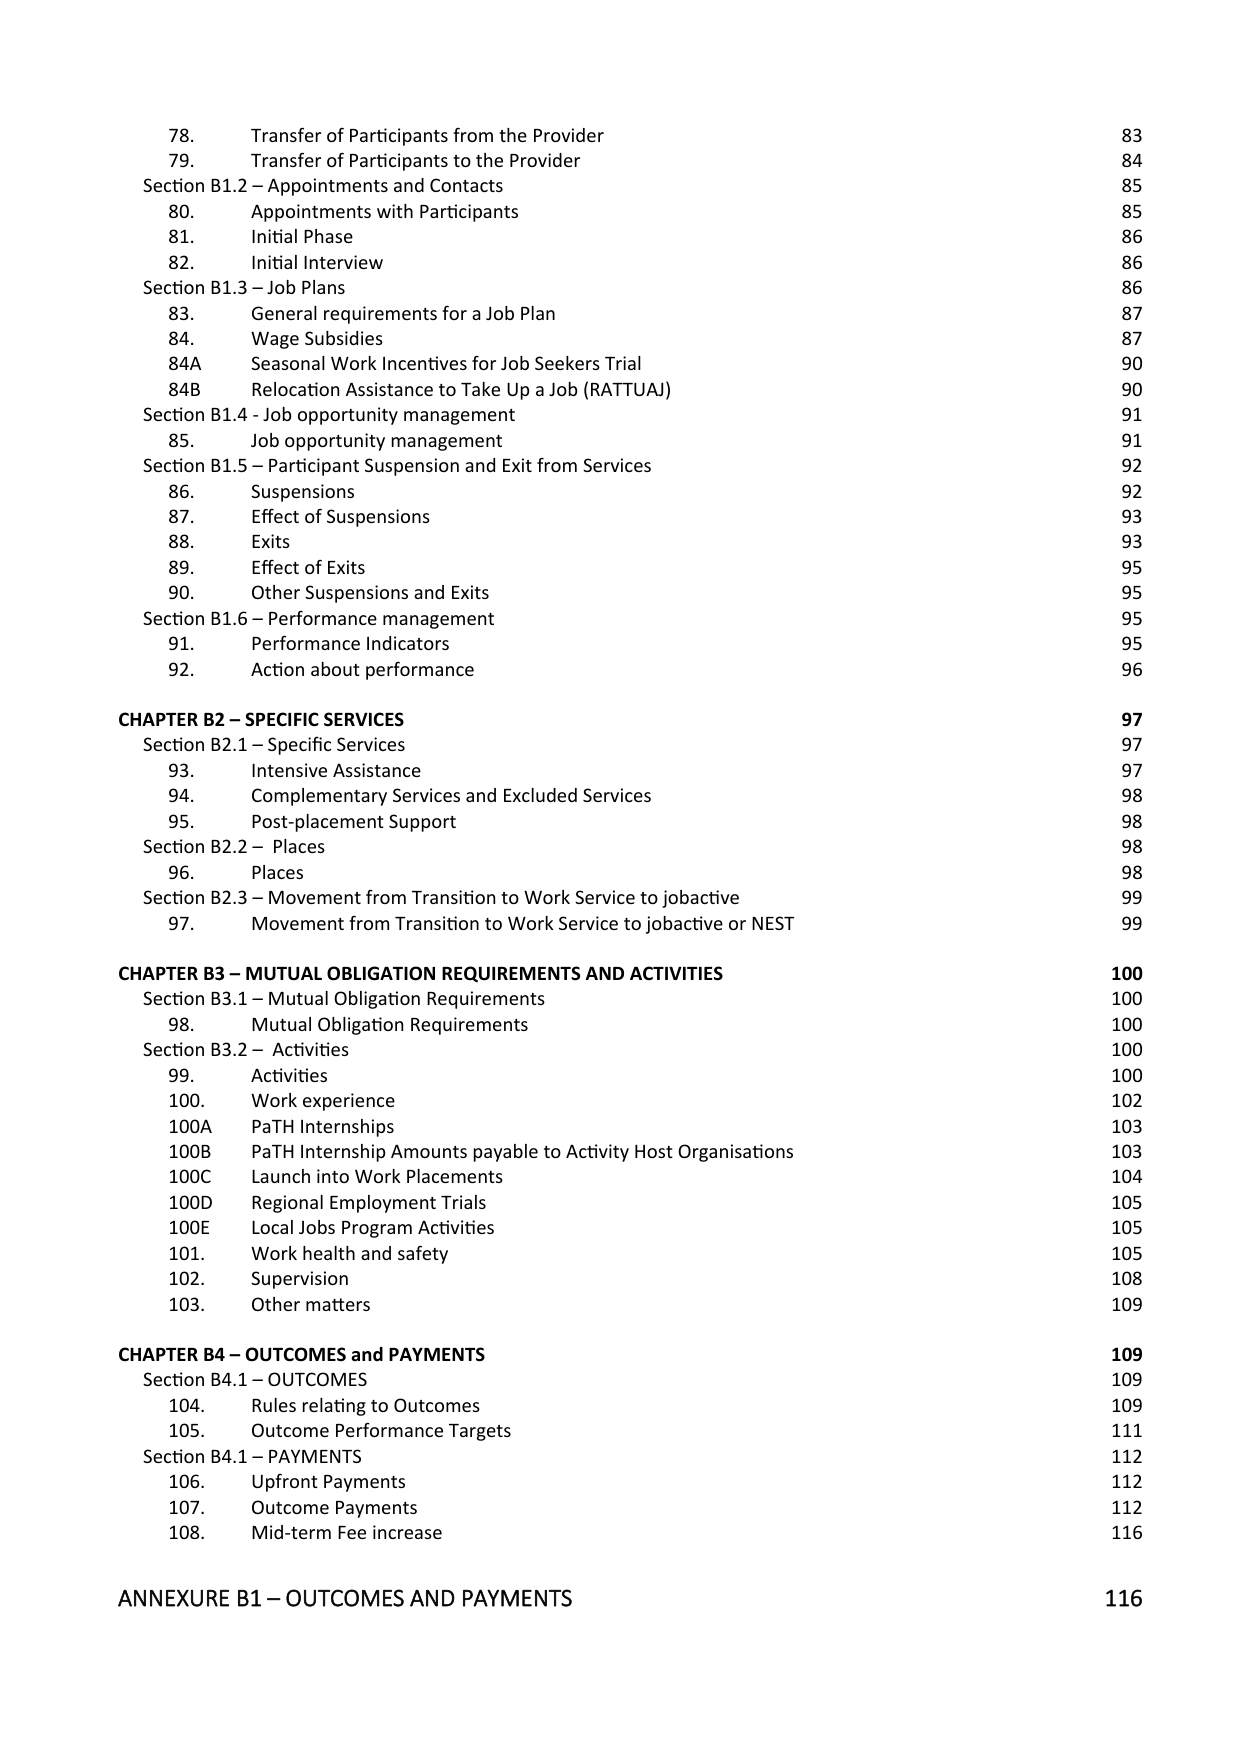 78. Transfer of Participants from the Provider 83
79. Transfer of Participants to the Provider 84
Section B1.2 – Appointments and Contacts 85
80. Appointments with Participants 85
81. Initial Phase 86
82. Initial Interview 86
Section B1.3 – Job Plans 86
83. General requirements for a Job Plan 87
84. Wage Subsidies 87
84A Seasonal Work Incentives for Job Seekers Trial 90
84B Relocation Assistance to Take Up a Job (RATTUAJ) 90
Section B1.4 - Job opportunity management 91
85. Job opportunity management 91
Section B1.5 – Participant Suspension and Exit from Services 92
86. Suspensions 92
87. Effect of Suspensions 93
88. Exits 93
89. Effect of Exits 95
90. Other Suspensions and Exits 95
Section B1.6 – Performance management 95
91. Performance Indicators 95
92. Action about performance 96
CHAPTER B2 – SPECIFIC SERVICES 97
Section B2.1 – Specific Services 97
93. Intensive Assistance 97
94. Complementary Services and Excluded Services 98
95. Post-placement Support 98
Section B2.2 – Places 98
96. Places 98
Section B2.3 – Movement from Transition to Work Service to jobactive 99
97. Movement from Transition to Work Service to jobactive or NEST 99
CHAPTER B3 – MUTUAL OBLIGATION REQUIREMENTS AND ACTIVITIES 100
Section B3.1 – Mutual Obligation Requirements 100
98. Mutual Obligation Requirements 100
Section B3.2 – Activities 100
99. Activities 100
100. Work experience 102
100A PaTH Internships 103
100B PaTH Internship Amounts payable to Activity Host Organisations 103
100C Launch into Work Placements 104
100D Regional Employment Trials 105
100E Local Jobs Program Activities 105
101. Work health and safety 105
102. Supervision 108
103. Other matters 109
CHAPTER B4 – OUTCOMES and PAYMENTS 109
Section B4.1 – OUTCOMES 109
104. Rules relating to Outcomes 109
105. Outcome Performance Targets 111
Section B4.1 – PAYMENTS 112
106. Upfront Payments 112
107. Outcome Payments 112
108. Mid-term Fee increase 116
ANNEXURE B1 – OUTCOMES AND PAYMENTS 116